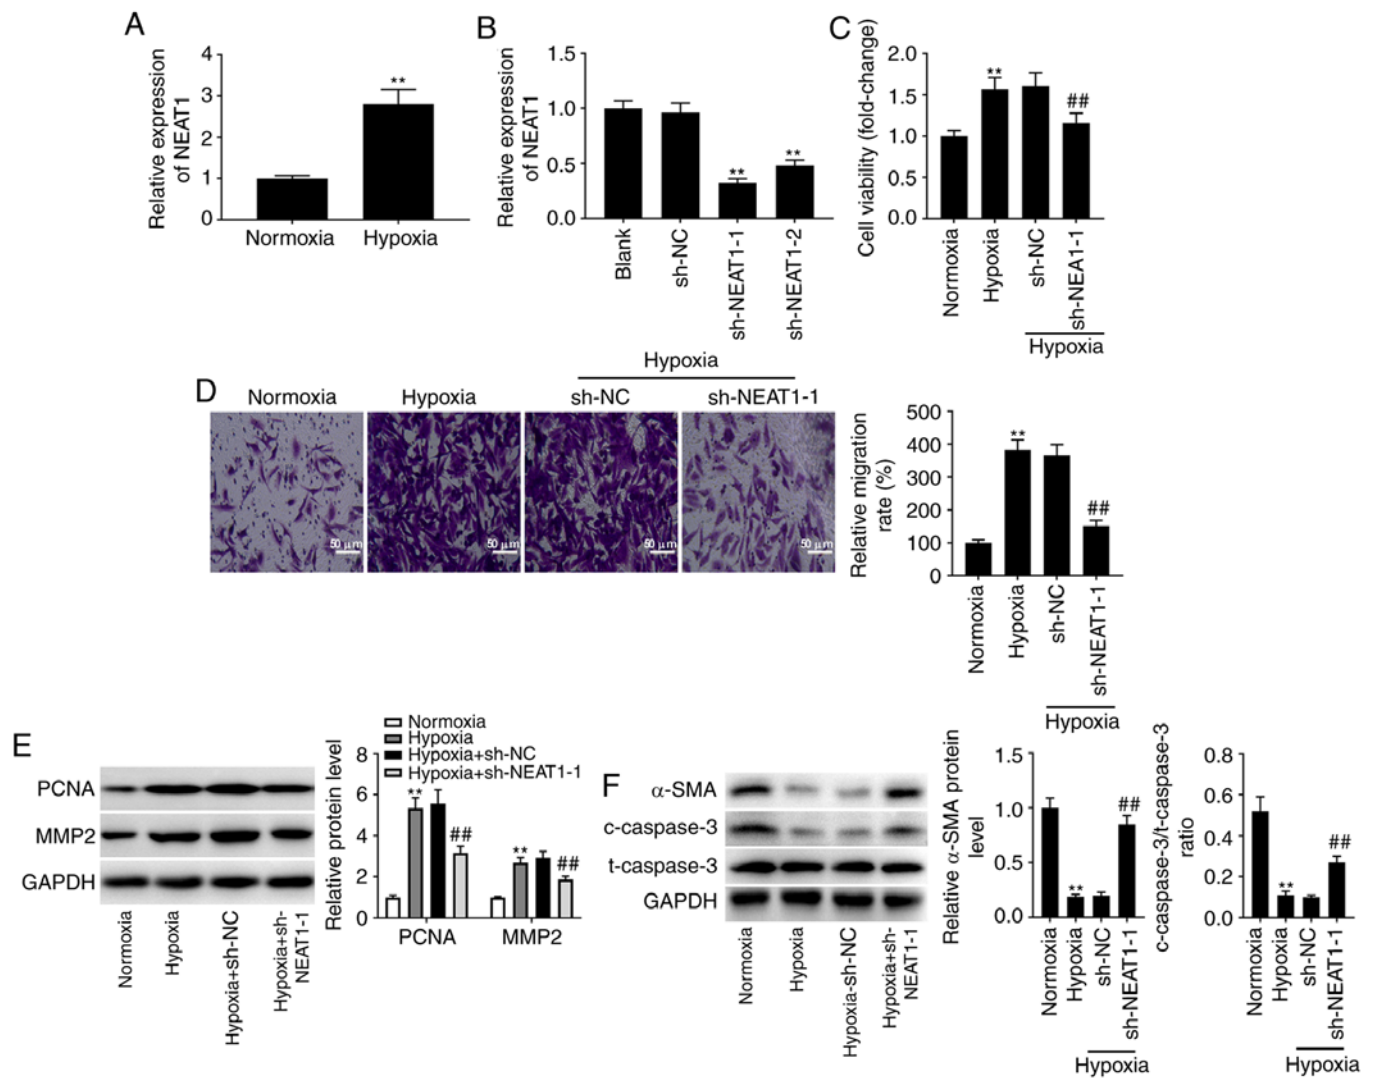 A
Relative expression
of NEAT1
4
3
2
1
0
**
Normoxia
Hypoxia
B
Relative expression
of NEAT1
1.5
1.0
0.5
0.0
**
**
Blank
sh-NC
sh-NEAT1-1
sh-NEAT1-2
C
Cell viability (fold-change)
2.0
1.5
1.0
0.5
0.0
**
##
Normoxia
Hypoxia
sh-NC
sh-NEA1-1
Hypoxia
D
Hypoxia
Normoxia
Hypoxia
sh-NC
sh-NEAT1-1
50 μm
50 μm
50 μm
50 μm
Relative migration
rate (%)
500
400
300
200
100
0
**
##
Normoxia
Hypoxia
sh-NC
sh-NEAT1-1
Hypoxia
E
PCNA
MMP2
GAPDH
Normoxia
Hypoxia
Hypoxia+sh-NC
Hypoxia+sh-
NEAT1-1
Relative protein level
8
6
4
2
0
Normoxia
Hypoxia
Hypoxia+sh-NC
Hypoxia+sh-NEAT1-1
**
##
**
##
PCNA
MMP2
F
α-SMA
c-caspase-3
t-caspase-3
GAPDH
Normoxia
Hypoxia
Hypoxia-sh-NC
Hypoxia+sh-
NEAT1-1
Relative α-SMA protein
level
1.5
1.0
0.5
0.0
**
##
Normoxia
Hypoxia
sh-NC
sh-NEAT1-1
Hypoxia
c-caspase-3/t-caspase-3
ratio
0.8
0.6
0.4
0.2
0.0
**
##
Normoxia
Hypoxia
sh-NC
sh-NEAT1-1
Hypoxia